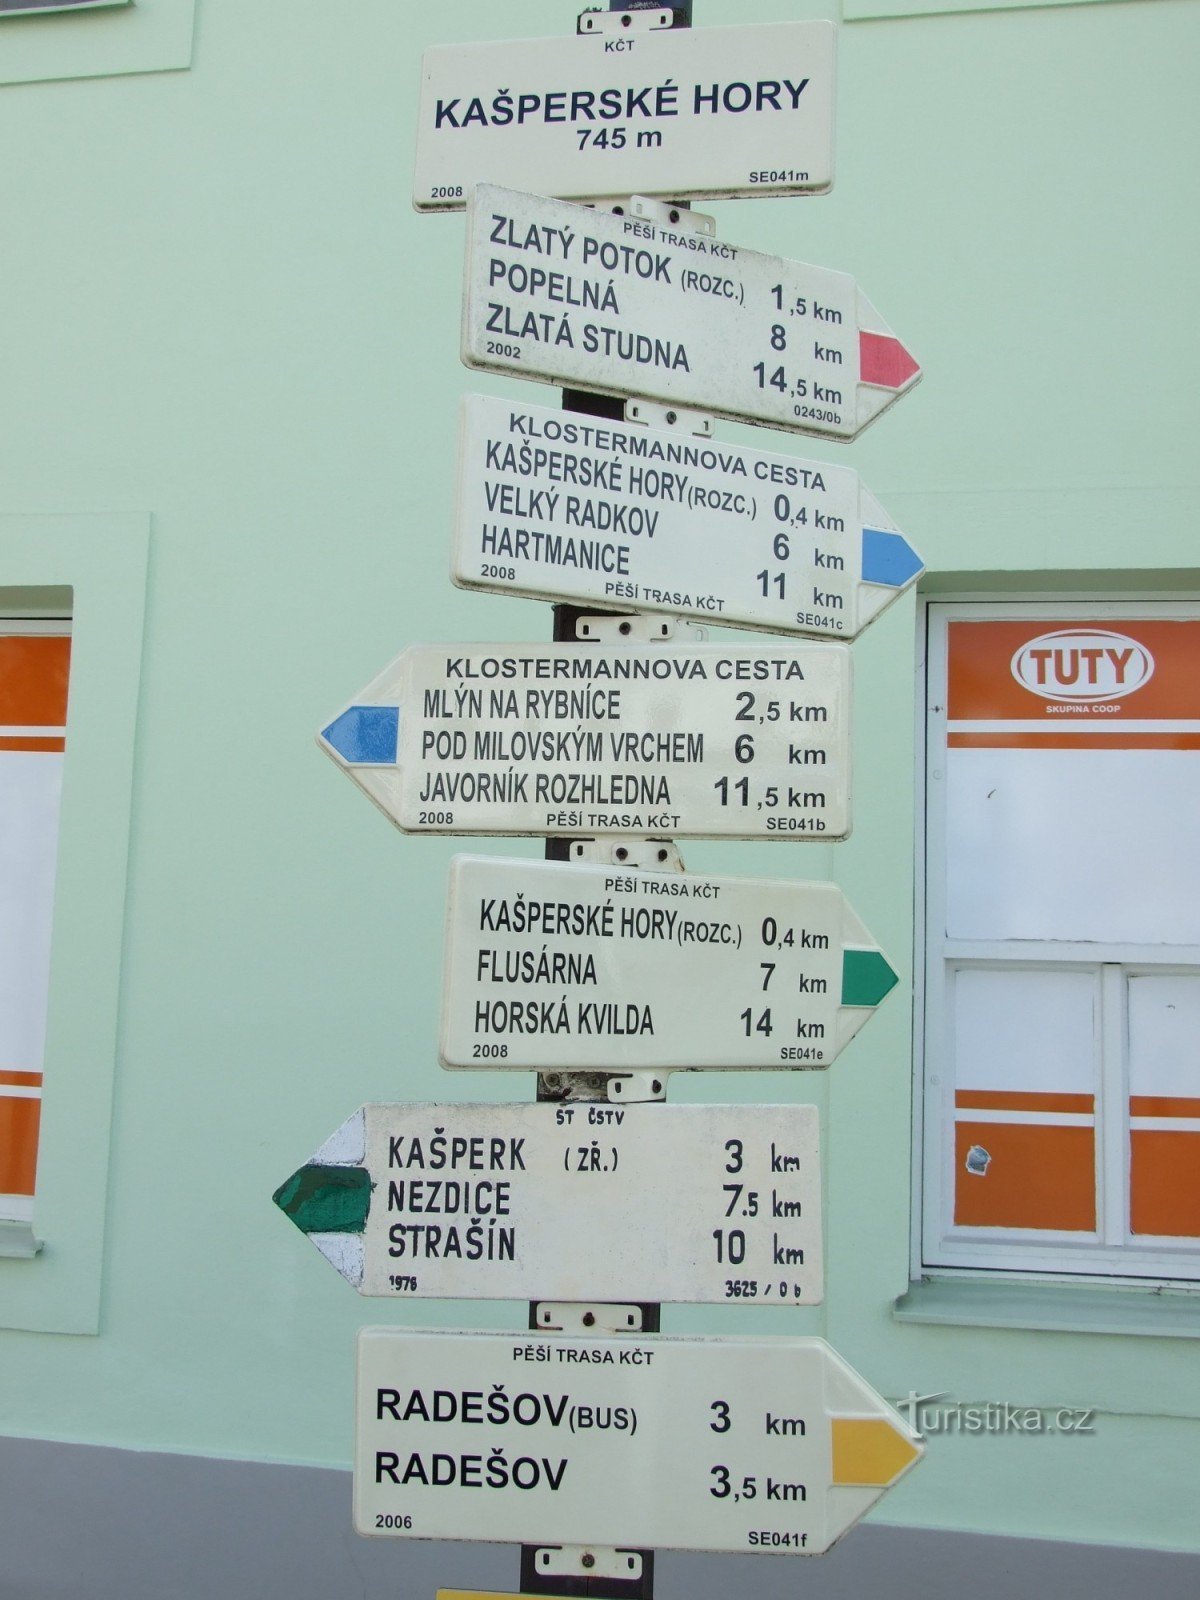 KČT
KAŠPERSKÉ HORY
745 m
2008 SE041m
PĚŠÍ TRASA KČT
ZLATÝ POTOK (ROZC.) 1,5 km
POPELNÁ 8 km
ZLATÁ STUDNA 14,5 km
2002 0243/0b
KLOSTERMANNOVA CESTA
KAŠPERSKÉ HORY(ROZC.) 0,4 km
VELKÝ RADKOV 6 km
HARTMANICE 11 km
2008 PĚŠÍ TRASA KČT SE041c
KLOSTERMANNOVA CESTA
MLÝN NA RYBNÍCE 2,5 km
POD MILOVSKÝM VRCHEM 6 km
JAVORNÍK ROZHLEDNA 11,5 km
2008 PĚŠÍ TRASA KČT SE041b
PĚŠÍ TRASA KČT
KAŠPERSKÉ HORY(ROZC.) 0,4 km
FLUSÁRNA 7 km
HORSKÁ KVILDA 14 km
2008 SE041e
ST ČSTV
KAŠPERK (ZŘ.) 3 km
NEZDICE 7.5 km
STRAŠÍN 10 km
1976 3625 / 0 b
PĚŠÍ TRASA KČT
RADEŠOV(BUS) 3 km
RADEŠOV 3,5 km
2006 SE041f
TUTY
SKUPINA COOP
Turistika.cz